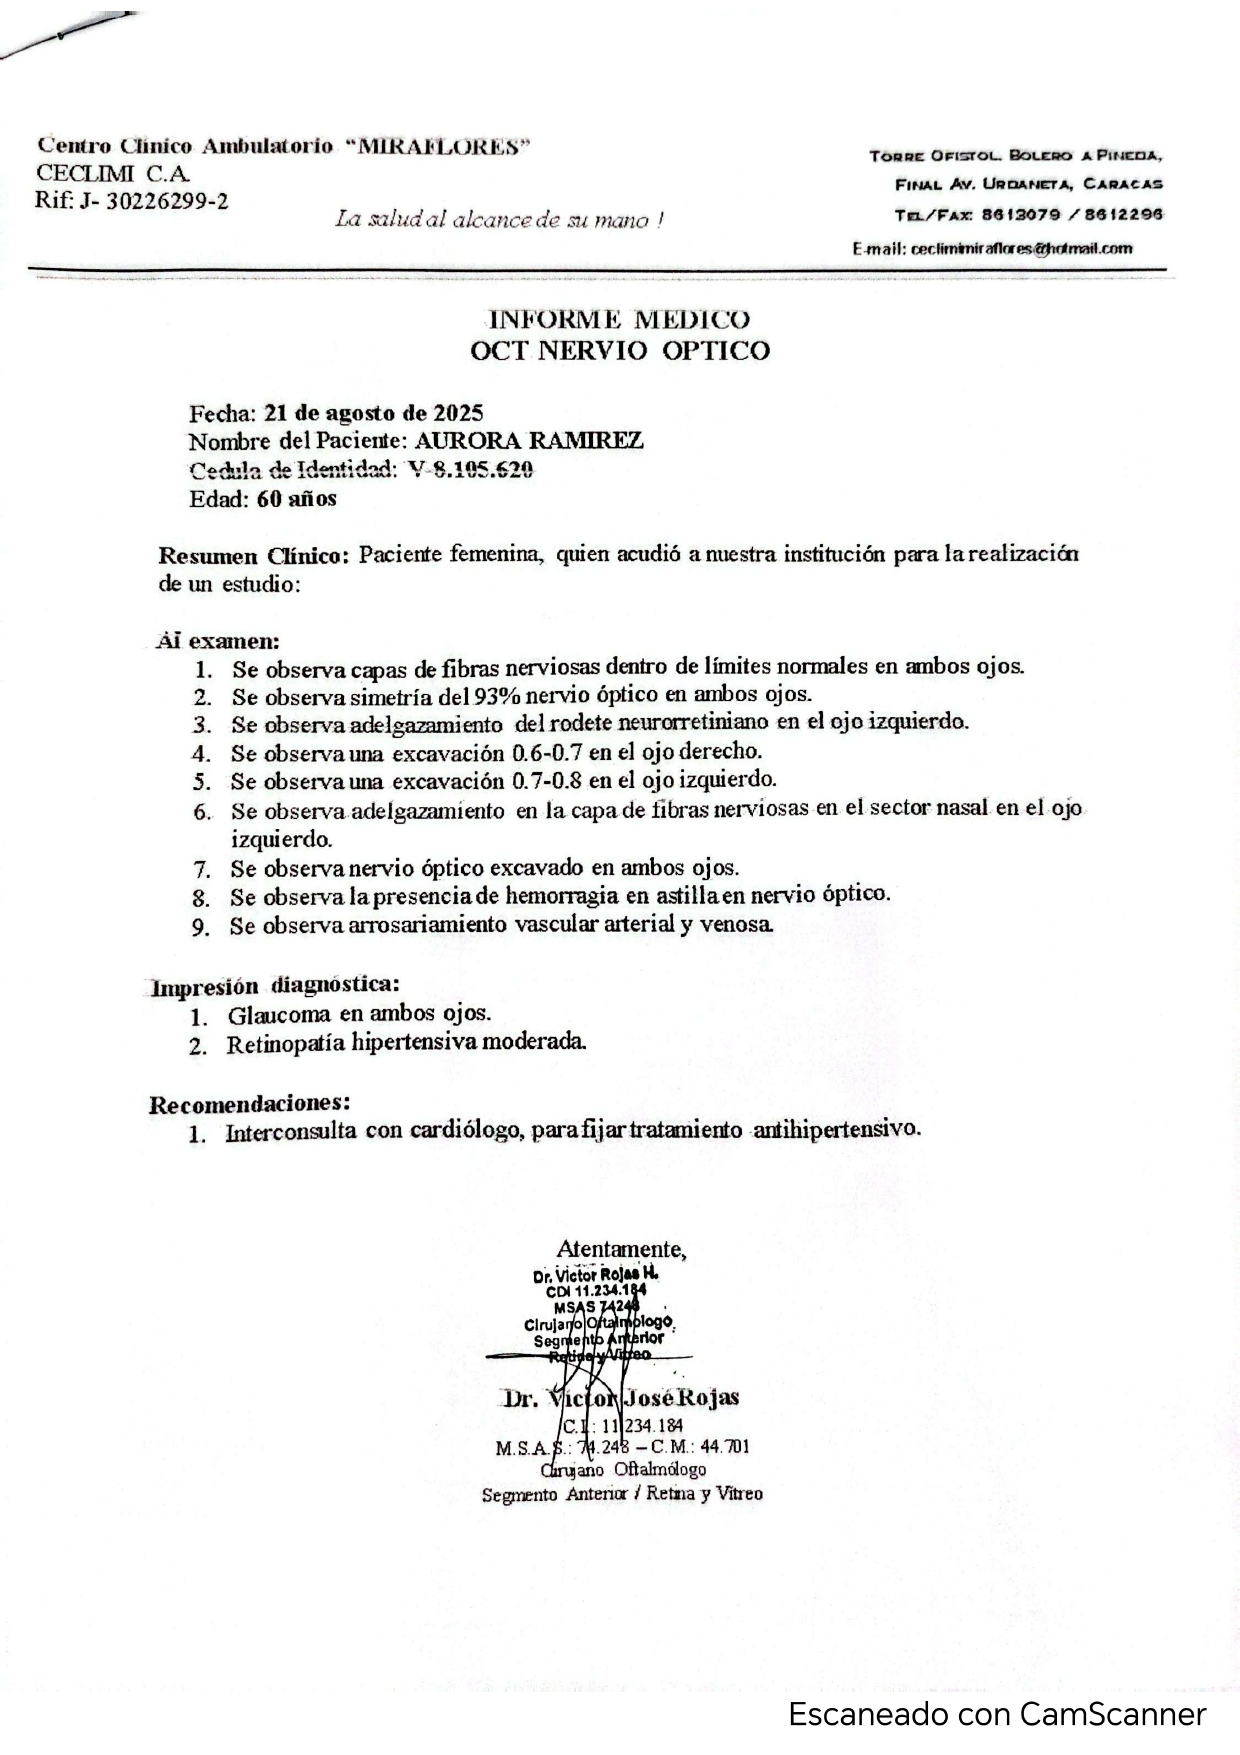 Centro Clínico Ambulatorio “MIRAFLORES”
CECLIMI C.A.
Rif: J- 30226299-2
La salud al alcance de su mano !
TORRE OFISTOL. BOLERO A PINEDA,
FINAL AV. URDANETA, CARACAS
TEL/FAX: 8613079 / 8612296
E-mail: ceclimimiraflores@hotmail.com
INFORME MEDICO
OCT NERVIO OPTICO
Fecha: 21 de agosto de 2025
Nombre del Paciente: AURORA RAMIREZ
Cedula de Identidad: V-8.105.620
Edad: 60 años
Resumen Clínico: Paciente femenina, quien acudió a nuestra institución para la realización
de un estudio:
Al examen:
1. Se observa capas de fibras nerviosas dentro de límites normales en ambos ojos.
2. Se observa simetría del 93% nervio óptico en ambos ojos.
3. Se observa adelgazamiento del rodete neurorretiniano en el ojo izquierdo.
4. Se observa una excavación 0.6-0.7 en el ojo derecho.
5. Se observa una excavación 0.7-0.8 en el ojo izquierdo.
6. Se observa adelgazamiento en la capa de fibras nerviosas en el sector nasal en el ojo
izquierdo.
7. Se observa nervio óptico excavado en ambos ojos.
8. Se observa la presencia de hemorragia en astilla en nervio óptico.
9. Se observa arrosariamiento vascular arterial y venosa.
Impresión diagnóstica:
1. Glaucoma en ambos ojos.
2. Retinopatía hipertensiva moderada.
Recomendaciones:
1. Interconsulta con cardiólogo, para fijar tratamiento antihipertensivo.
Atentamente,
Dr. Victor Rojas H.
CDI 11.234.184
MSAS 74248
Cirujano Oftalmologo
Segmento Anterior
Retina y Vitreo
Dr. Víctor José Rojas
C.I.: 11.234.184
M.S.A.S.: 74.248 – C.M.: 44.701
Cirujano Oftalmólogo
Segmento Anterior / Retina y Vítreo
Escaneado con CamScanner